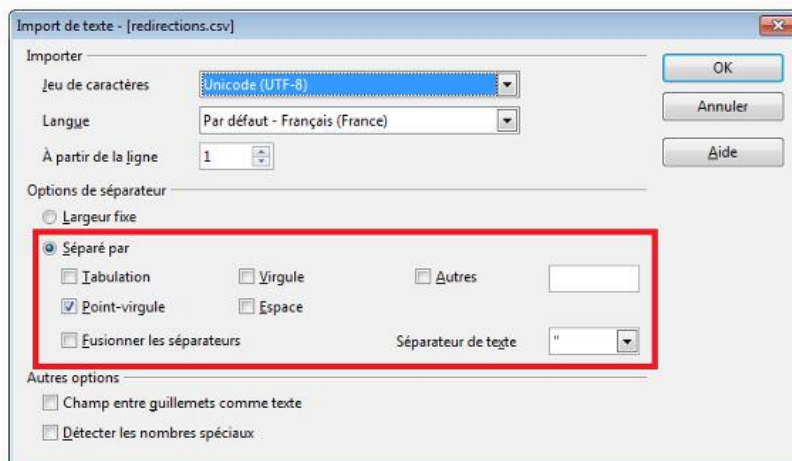 Import de texte - [redirections.csv]
Importer
OK
Jeu de caractères Unicode (UTF-8)
Annuler
Langue Par défaut - Français (France)
Aide
À partir de la ligne 1
Options de séparateur
Largeur fixe
Séparé par
Tabulation Virgule Autres
Point-virgule Espace
Fusionner les séparateurs Séparateur de texte "
Autres options
Champ entre guillemets comme texte
Détecter les nombres spéciaux